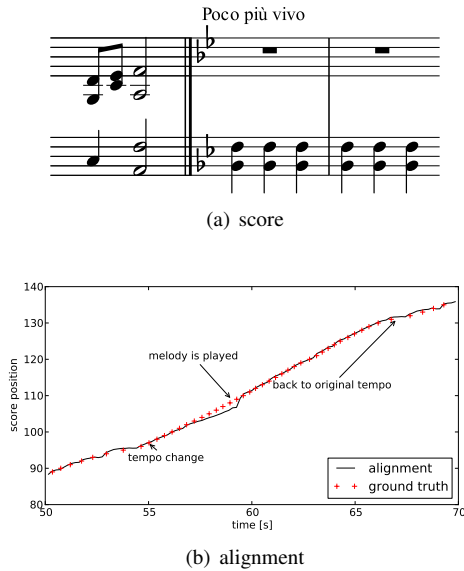 Poco più vivo
(a) score
140
130
120
110
100
90
80
score position
melody is played
back to original tempo
tempo change
alignment
ground truth
50
55
60
65
70
time [s]
(b) alignment